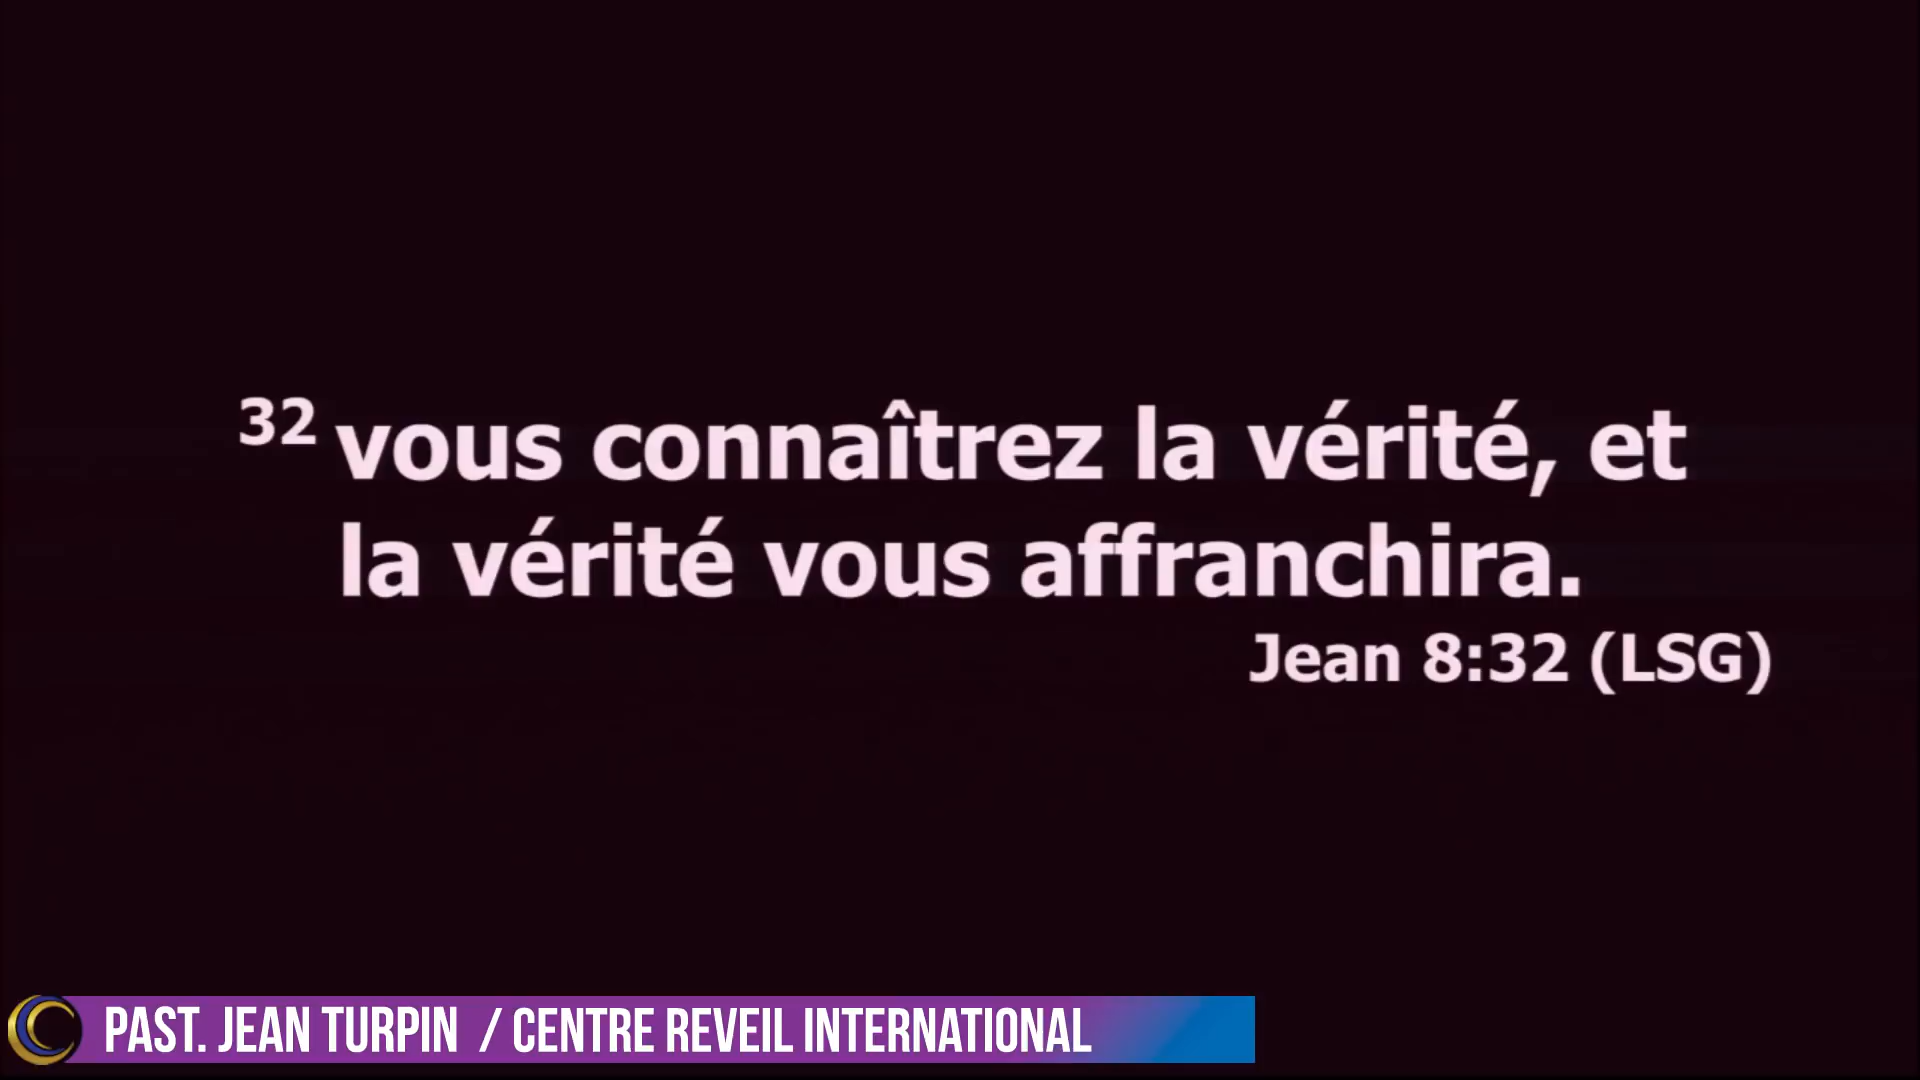 32 vous connaîtrez la vérité, et
la vérité vous affranchira.
Jean 8:32 (LSG)
PAST. JEAN TURPIN / CENTRE REVEIL INTERNATIONAL